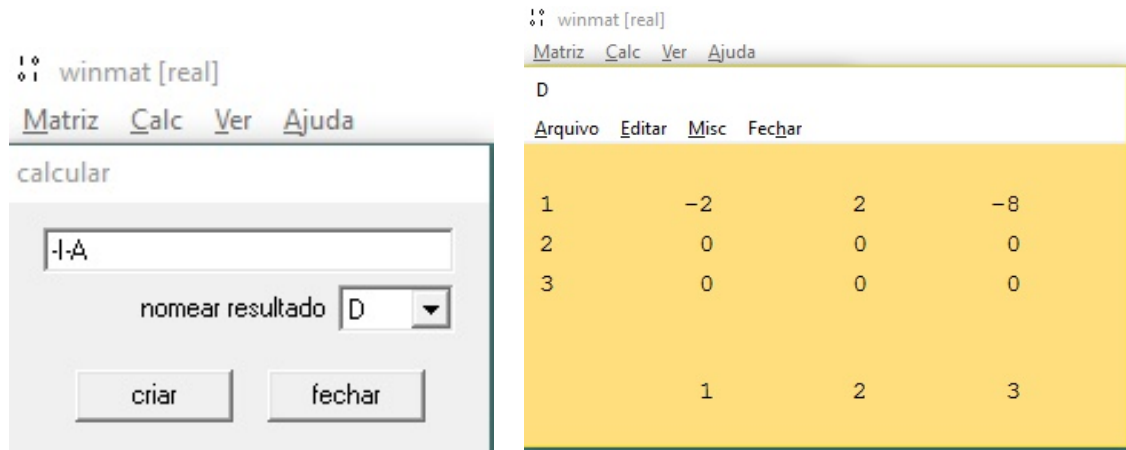 winmat [real]
Matriz Calc Ver Ajuda
calcular
-I-A
nomear resultado D
criar fechar
winmat [real]
Matriz Calc Ver Ajuda
D
Arquivo Editar Misc Fechar
1 -2 2 -8
2 0 0 0
3 0 0 0
1 2 3